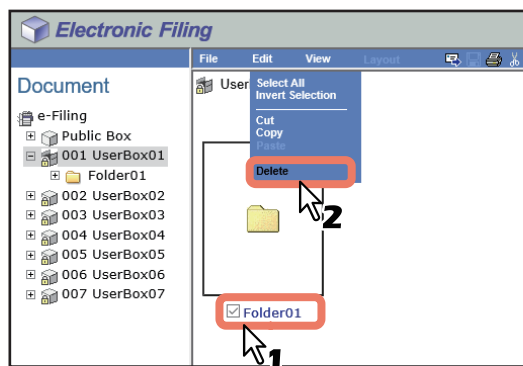 Electronic Filing
File Edit View Layout
Document
e-Filing
Public Box
001 UserBox01
Folder01
002 UserBox02
003 UserBox03
004 UserBox04
005 UserBox05
006 UserBox06
007 UserBox07
User
Select All
Invert Selection
Cut
Copy
Paste
Delete
2
Folder01
1